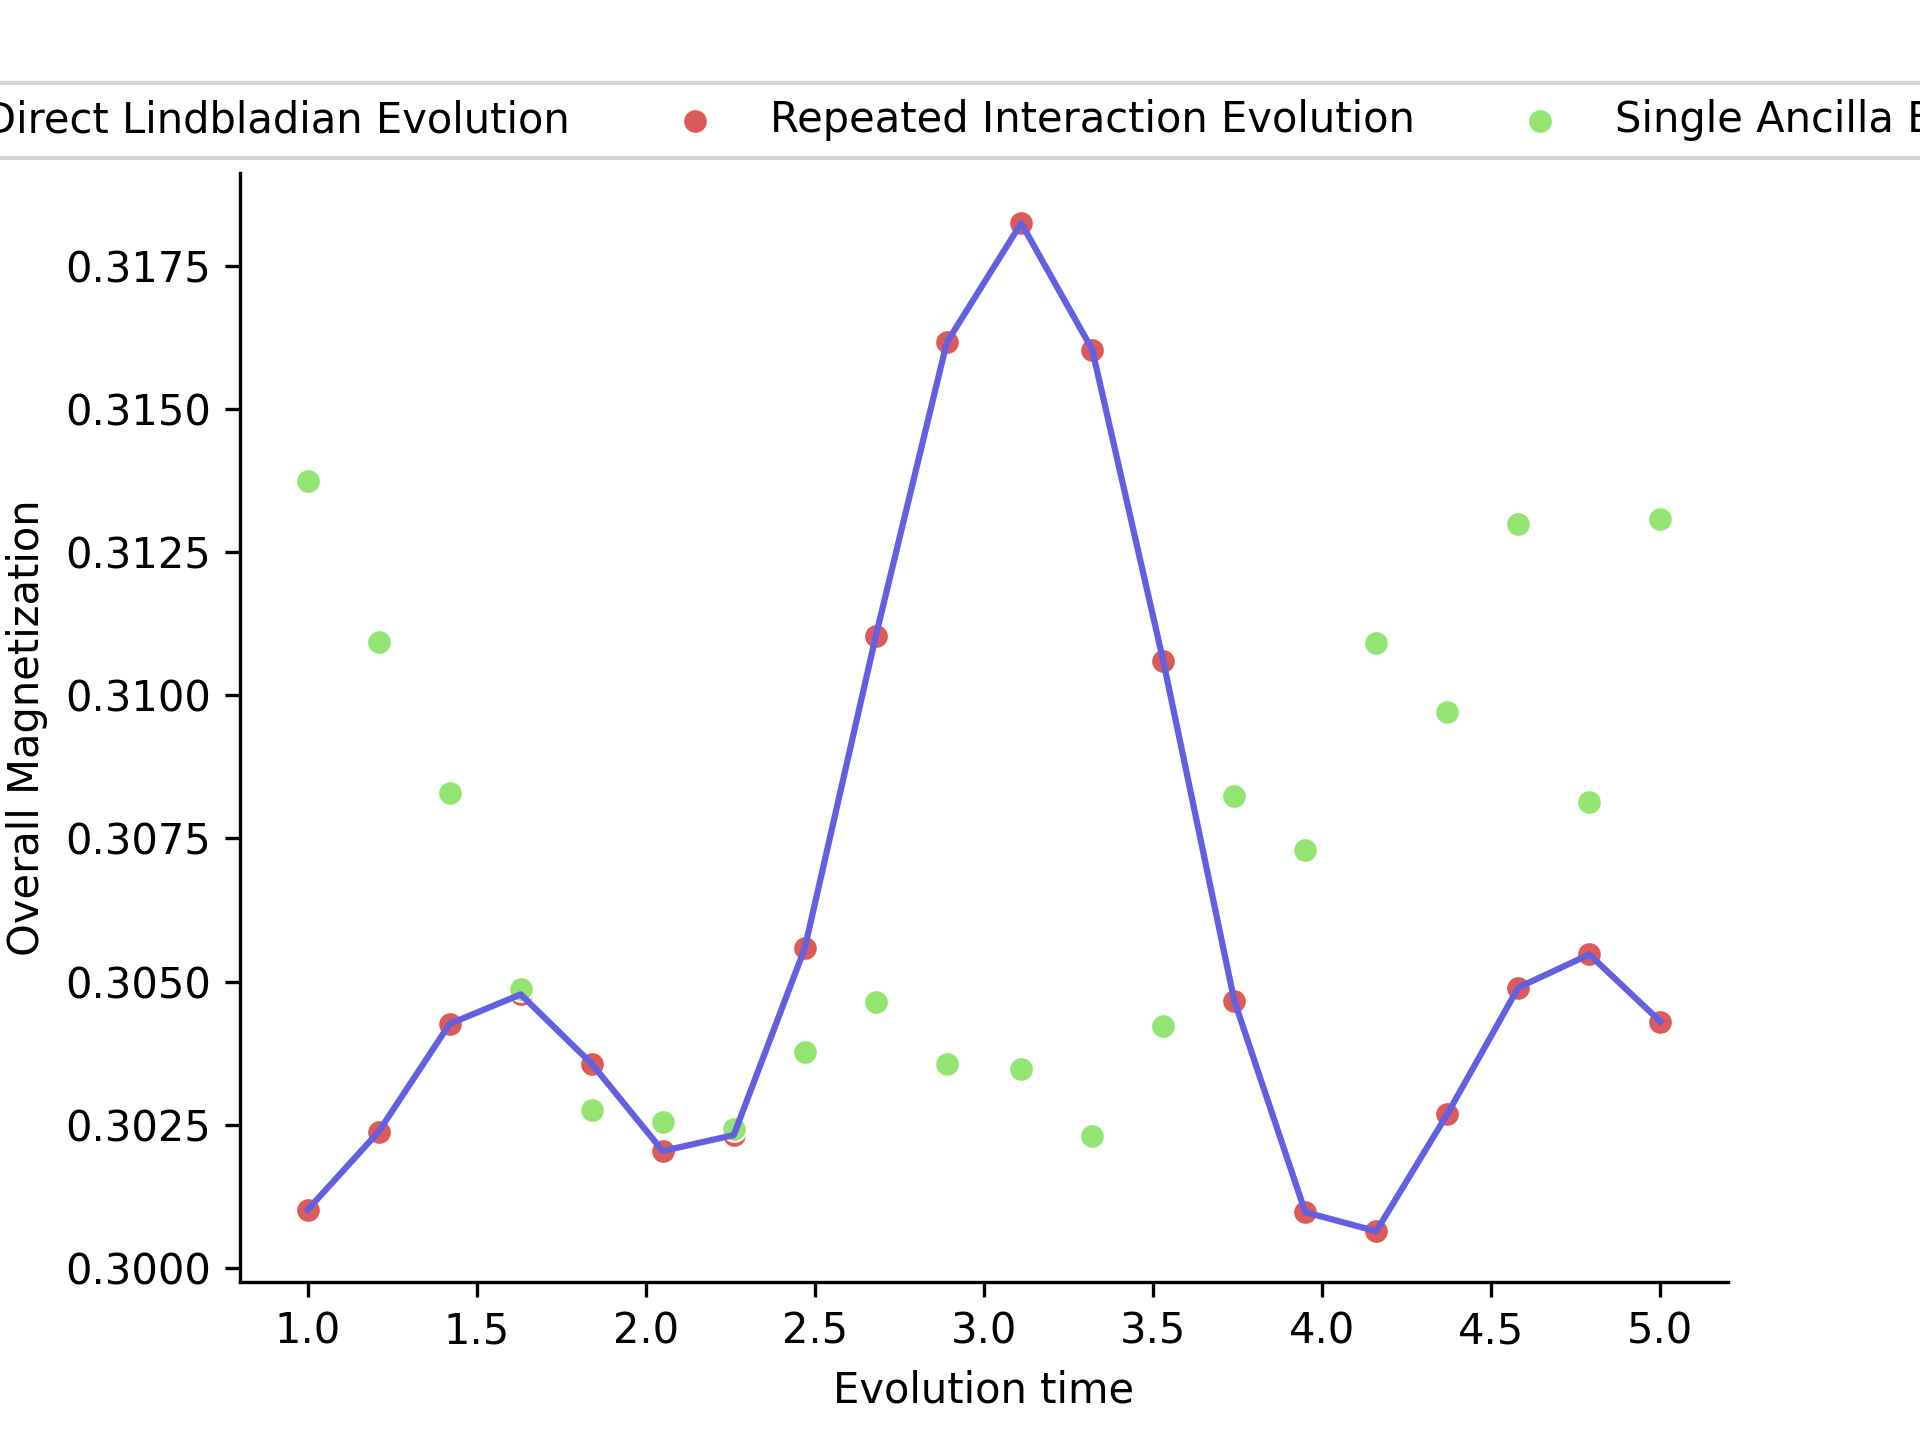 Direct Lindbladian Evolution Repeated Interaction Evolution Single Ancilla
0.3175
0.3150
0.3125
0.3100
0.3075
0.3050
0.3025
0.3000
Overall Magnetization
1.0 1.5 2.0 2.5 3.0 3.5 4.0 4.5 5.0
Evolution time